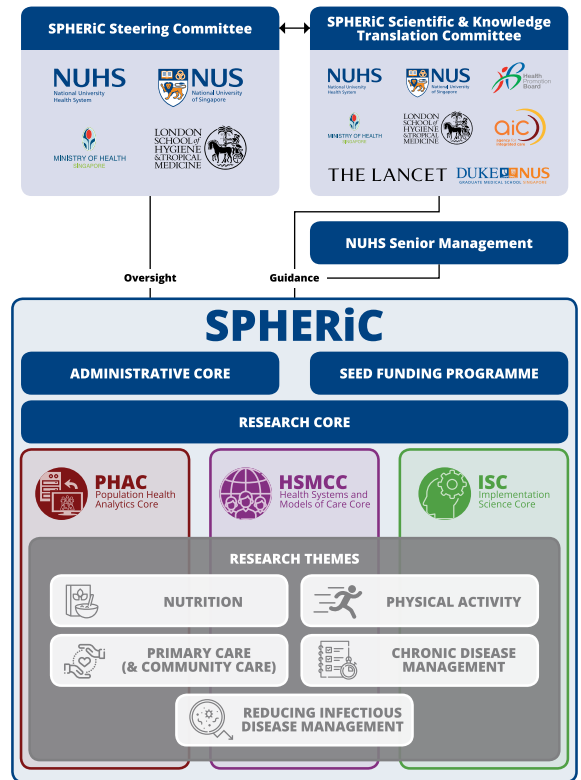 SPHERiC Steering Committee
NUHS
National University
Health System
NUS
National University
of Singapore
MINISTRY OF HEALTH
SINGAPORE
LONDON
SCHOOL of
HYGIENE
&TROPICAL
MEDICINE
SPHERiC Scientific & Knowledge
Translation Committee
NUHS
National University
Health System
NUS
National University
of Singapore
Health
Promotion
Board
MINISTRY OF HEALTH
SINGAPORE
LONDON
SCHOOL of
HYGIENE
&TROPICAL
MEDICINE
aic
agency for
integrated care
THE LANCET
DUKE NUS
GRADUATE MEDICAL SCHOOL SINGAPORE
NUHS Senior Management
Oversight
Guidance
SPHERiC
ADMINISTRATIVE CORE
SEED FUNDING PROGRAMME
RESEARCH CORE
PHAC
Population Health
Analytics Core
HSMCC
Health Systems and
Models of Care Core
ISC
Implementation
Science Core
RESEARCH THEMES
NUTRITION
PHYSICAL ACTIVITY
PRIMARY CARE
(& COMMUNITY CARE)
CHRONIC DISEASE
MANAGEMENT
REDUCING INFECTIOUS
DISEASE MANAGEMENT